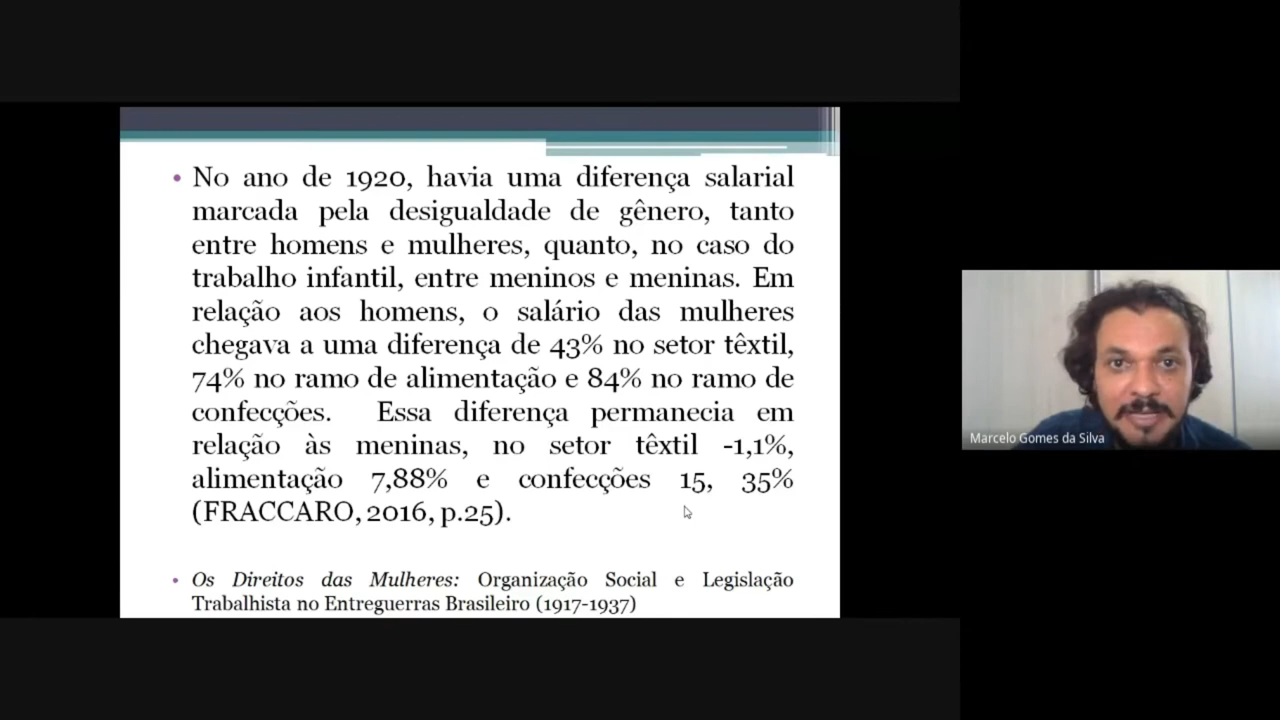 • No ano de 1920, havia uma diferença salarial
marcada pela desigualdade de gênero, tanto
entre homens e mulheres, quanto, no caso do
trabalho infantil, entre meninos e meninas. Em
relação aos homens, o salário das mulheres
chegava a uma diferença de 43% no setor têxtil,
74% no ramo de alimentação e 84% no ramo de
confecções. Essa diferença permanecia em
relação às meninas, no setor têxtil -1,1%,
alimentação 7,88% e confecções 15, 35%
(FRACCARO, 2016, p.25).
• Os Direitos das Mulheres: Organização Social e Legislação
Trabalhista no Entreguerras Brasileiro (1917-1937)
Marcelo Gomes da Silva